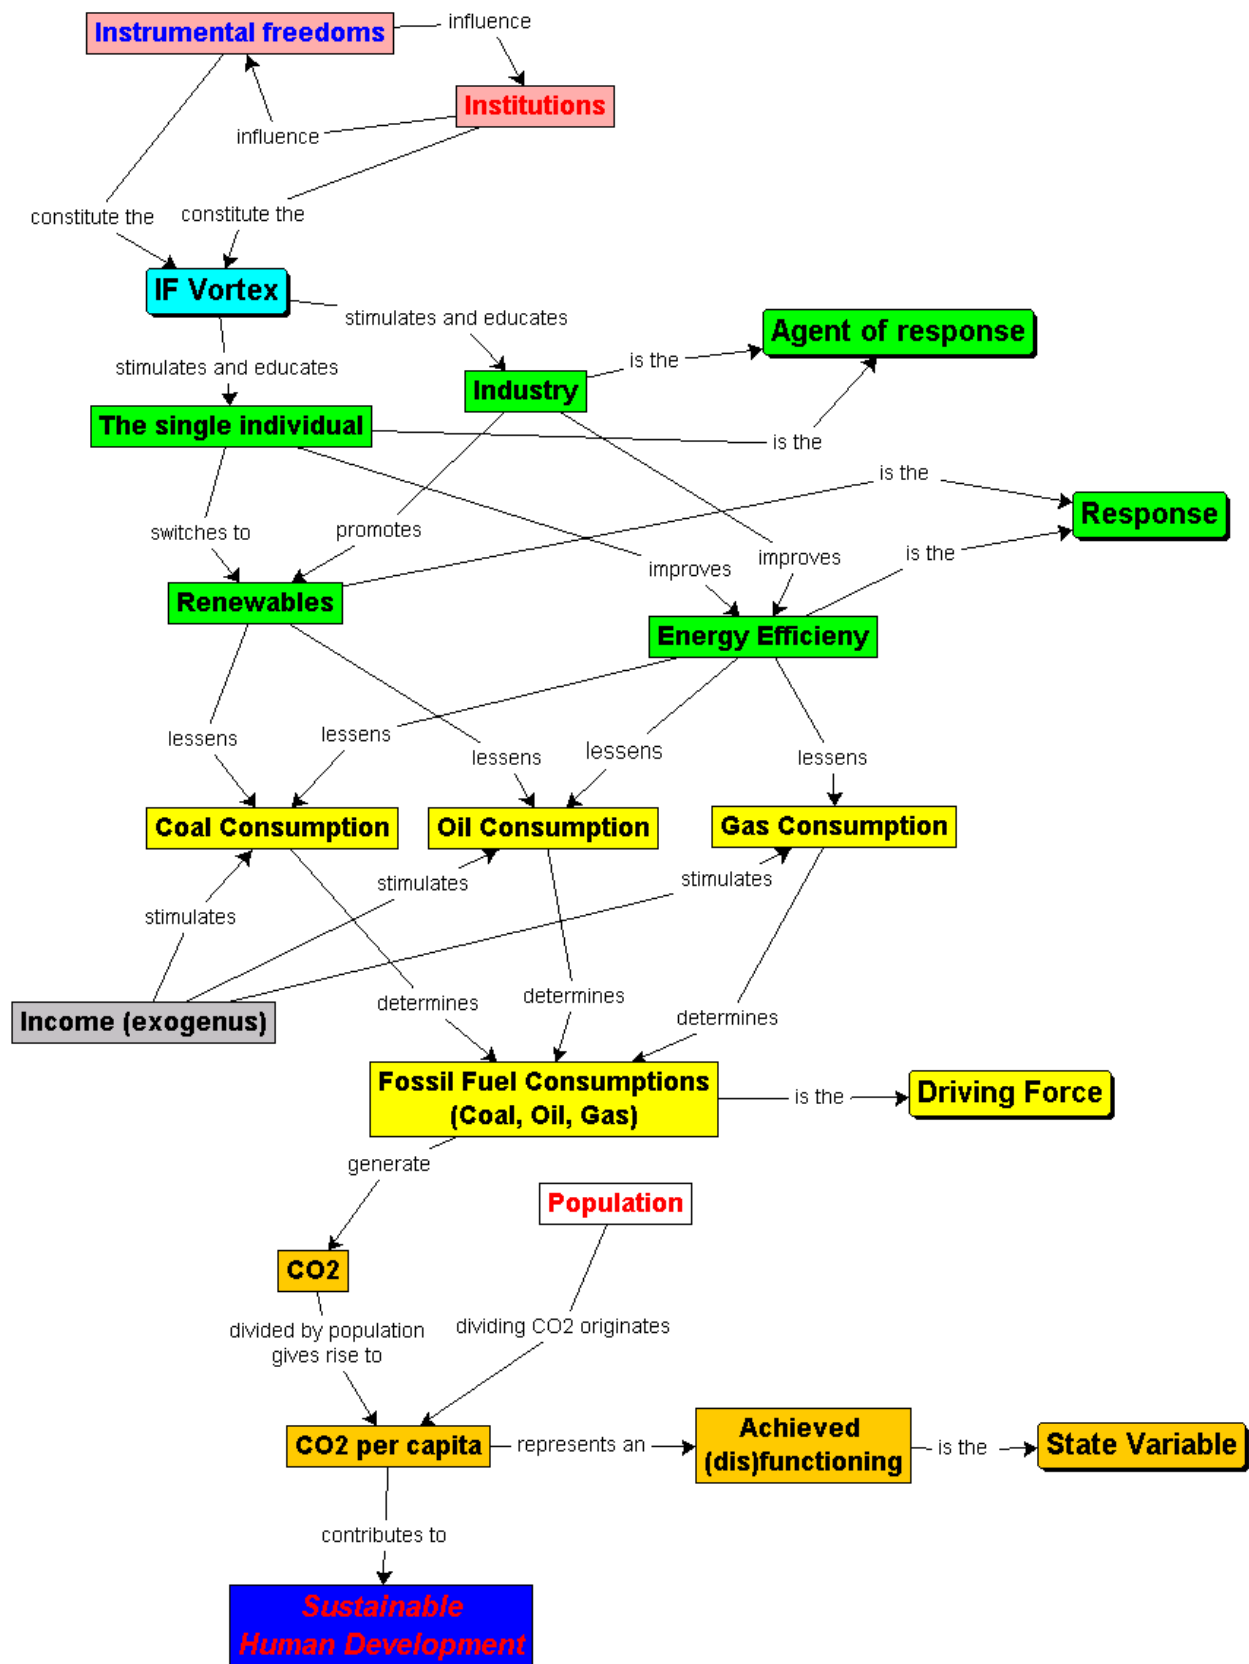 Instrumental freedoms
influence
Institutions
influence
constitute the
constitute the
IF Vortex
stimulates and educates
Agent of response
is the
stimulates and educates
Industry
The single individual
is the
is the
Response
switches to
promotes
is the
improves
improves
Renewables
Energy Efficieny
lessens
lessens
lessens
lessens
lessens
Coal Consumption
Oil Consumption
Gas Consumption
stimulates
stimulates
stimulates
determines
determines
determines
Income (exogenus)
Fossil Fuel Consumptions
(Coal, Oil, Gas)
is the
Driving Force
generate
Population
CO2
divided by population
gives rise to
dividing CO2 originates
CO2 per capita
represents an
Achieved
(dis)functioning
is the
State Variable
contributes to
Sustainable
Human Development